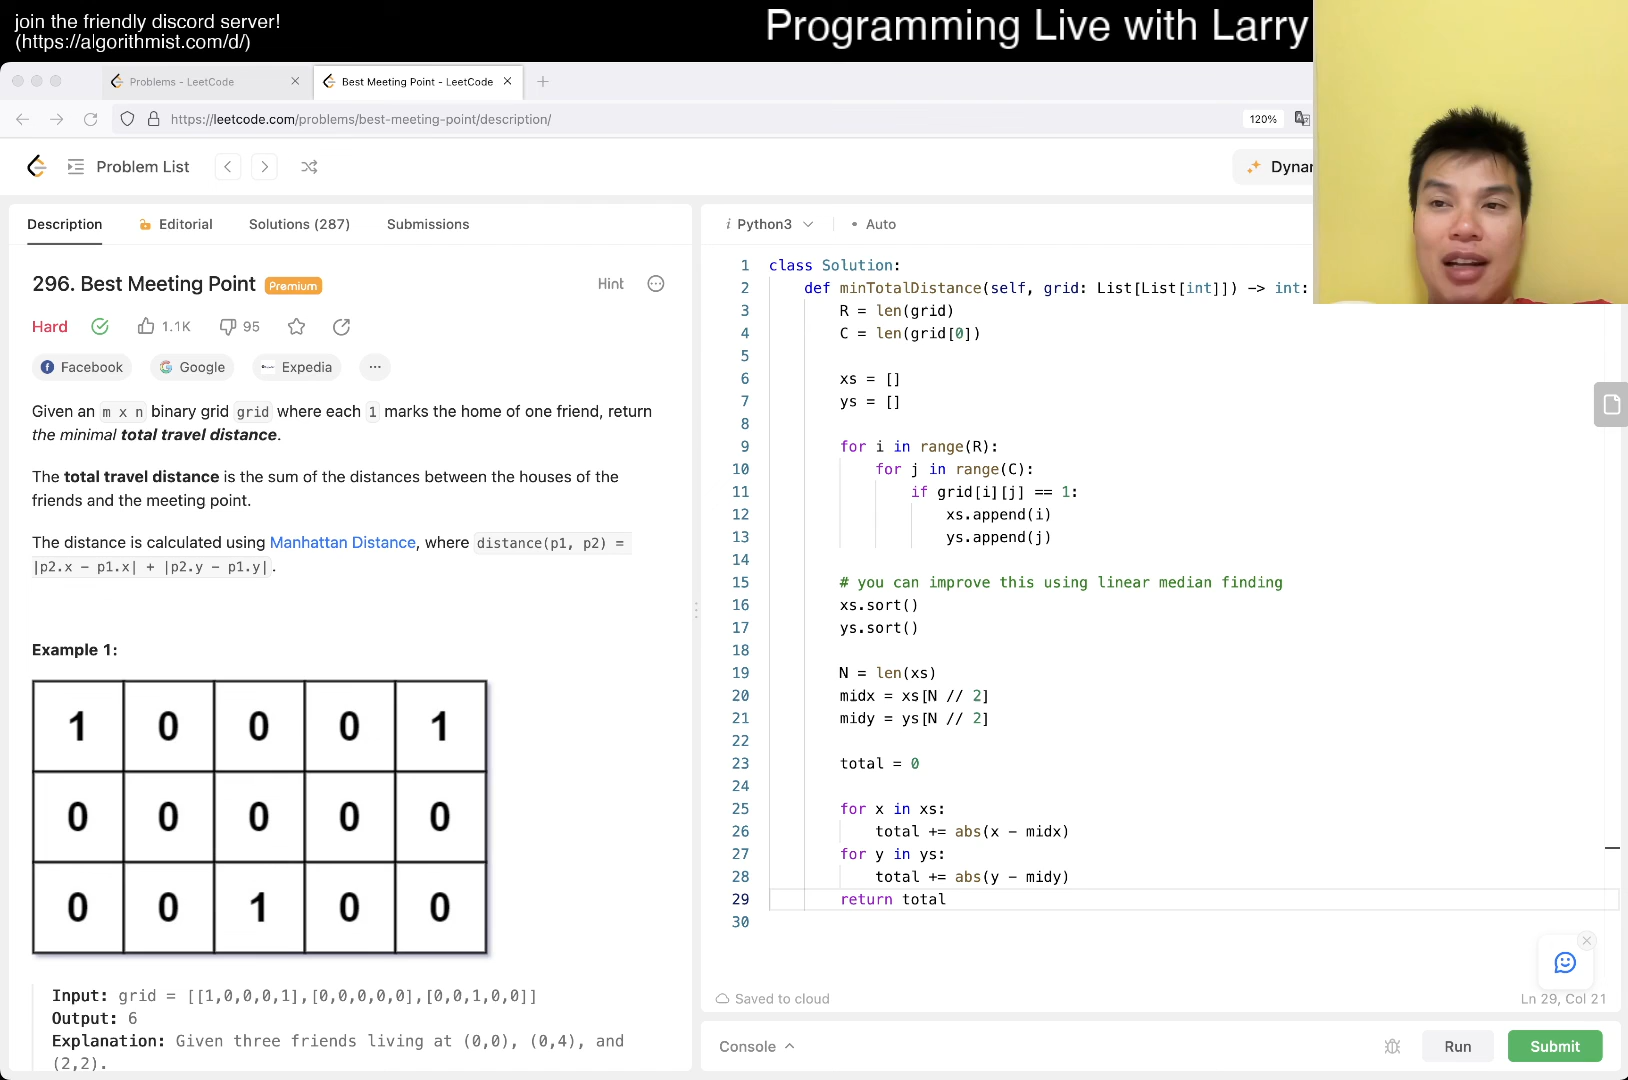 join the friendly discord server!
(https://algorithmist.com/d/)
Programming Live with Larry
Problems - LeetCode
Best Meeting Point - LeetCode
https://leetcode.com/problems/best-meeting-point/description/
120%
Problem List
Dynam
Description
Editorial
Solutions (287)
Submissions
296. Best Meeting Point
Premium
Hint
Hard
1.1K
95
Facebook
Google
Expedia
...
Given an m x n binary grid grid where each 1 marks the home of one friend, return
the minimal total travel distance.
The total travel distance is the sum of the distances between the houses of the
friends and the meeting point.
The distance is calculated using Manhattan Distance, where distance(p1, p2) =
|p2.x - p1.x| + |p2.y - p1.y|.
Example 1:
1 0 0 0 1
0 0 0 0 0
0 0 1 0 0
Input: grid = [[1,0,0,0,1],[0,0,0,0,0],[0,0,1,0,0]]
Output: 6
Explanation: Given three friends living at (0,0), (0,4), and
(2,2).
i Python3
• Auto
1 class Solution:
2 def minTotalDistance(self, grid: List[List[int]]) -> int:
3 R = len(grid)
4 C = len(grid[0])
5
6 xs = []
7 ys = []
8
9 for i in range(R):
10 for j in range(C):
11 if grid[i][j] == 1:
12 xs.append(i)
13 ys.append(j)
14
15 # you can improve this using linear median finding
16 xs.sort()
17 ys.sort()
18
19 N = len(xs)
20 midx = xs[N // 2]
21 midy = ys[N // 2]
22
23 total = 0
24
25 for x in xs:
26 total += abs(x - midx)
27 for y in ys:
28 total += abs(y - midy)
29 return total
30
Saved to cloud
Ln 29, Col 21
Console
Run
Submit